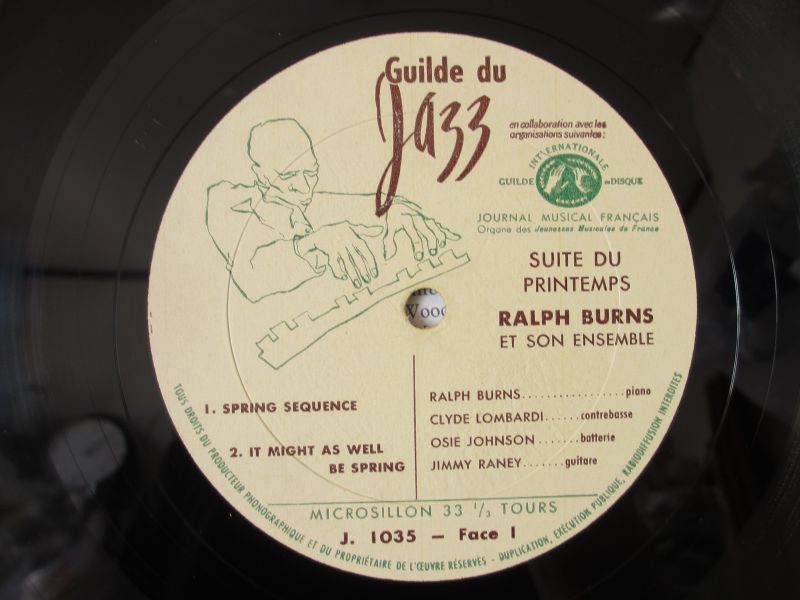 Guilde du
Jazz
en collaboration avec les
organisations suivantes :
INTERNATIONALE
GUILDE DU DISQUE
JOURNAL MUSICAL FRANÇAIS
Organe des Jeunesses Musicales de France
SUITE DU
PRINTEMPS
RALPH BURNS
ET SON ENSEMBLE
Wood
1. SPRING SEQUENCE
2. IT MIGHT AS WELL
BE SPRING
RALPH BURNS.................piano
CLYDE LOMBARDI......contrebasse
OSIE JOHNSON.......batterie
JIMMY RANEY.......guitare
MICROSILLON 33 1/3 TOURS
J. 1035 – Face I
TOUS DROITS DU PRODUCTEUR PHONOGRAPHIQUE ET DU PROPRIÉTAIRE DE L'ŒUVRE RÉSERVÉS - DUPLICATION, EXÉCUTION PUBLIQUE, RADIODIFFUSION INTERDITES